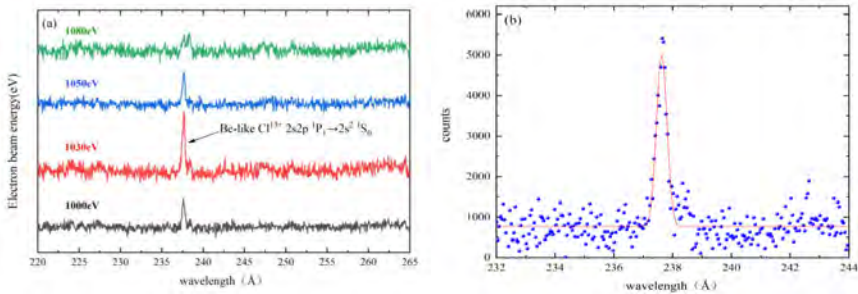 (a)
1080eV
1050eV
Be-like Cl¹³⁺ 2s2p ¹P₁→2s² ¹S₀
1030eV
1000eV
Electron beam energy(eV)
220 225 230 235 240 245 250 255 260 265
wavelength（Å）
(b)
6000
5000
4000
3000
2000
1000
0
counts
232 234 236 238 240 242 244
wavelength（Å）